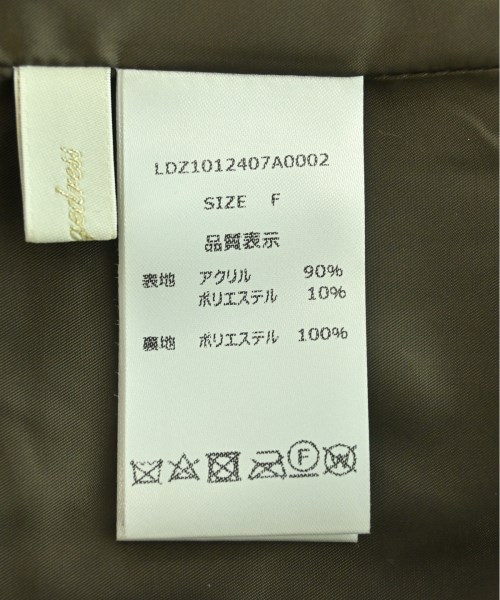 LDZ1012407A0002
SIZE F
品質表示
表地 アクリル 90%
ポリエステル 10%
裏地 ポリエステル 100%
F W